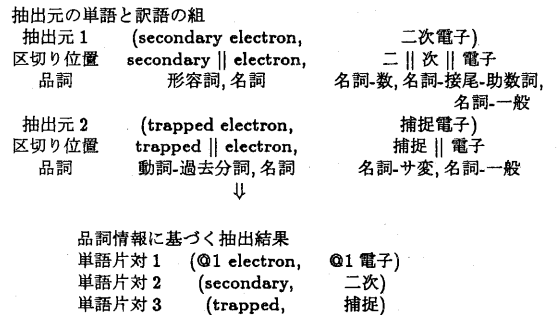 抽出元の単語と訳語の組
抽出元 1 (secondary electron, 二次電子)
区切り位置 secondary || electron, 二 || 次 || 電子
品詞 形容詞, 名詞 名詞-数, 名詞-接尾-助数詞,
名詞-一般
抽出元 2 (trapped electron, 捕捉電子)
区切り位置 trapped || electron, 捕捉 || 電子
品詞 動詞-過去分詞, 名詞 名詞-サ変, 名詞-一般
⇓
品詞情報に基づく抽出結果
単語片対 1 (@1 electron, @1 電子)
単語片対 2 (secondary, 二次)
単語片対 3 (trapped, 捕捉)